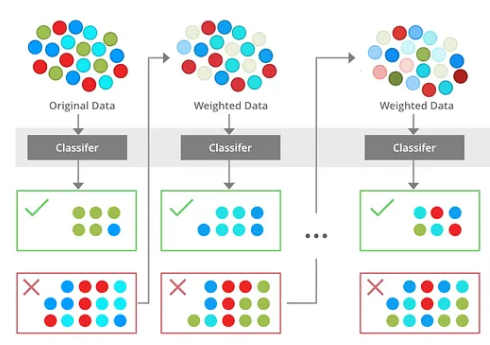 Original Data
Weighted Data
Weighted Data
Classifer
Classifer
Classifer
...